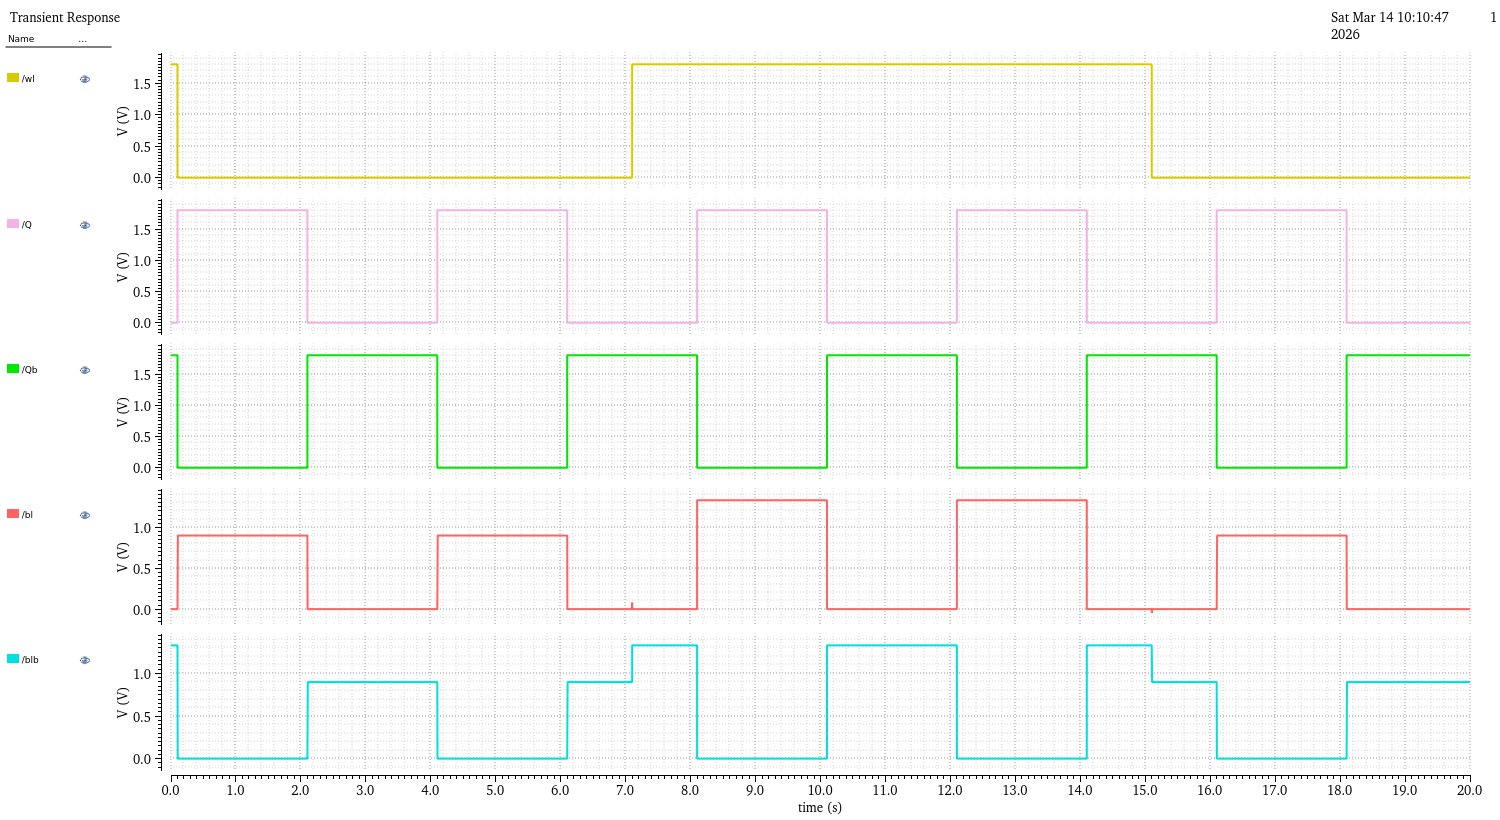 Transient Response
Sat Mar 14 10:10:47 1
2026
Name ...
/wl
V (V)
1.5
1.0
0.5
0.0
/Q
V (V)
1.5
1.0
0.5
0.0
/Qb
V (V)
1.5
1.0
0.5
0.0
/bl
V (V)
1.0
0.5
0.0
/blb
V (V)
1.0
0.5
0.0
0.0 1.0 2.0 3.0 4.0 5.0 6.0 7.0 8.0 9.0 10.0 11.0 12.0 13.0 14.0 15.0 16.0 17.0 18.0 19.0 20.0
time (s)